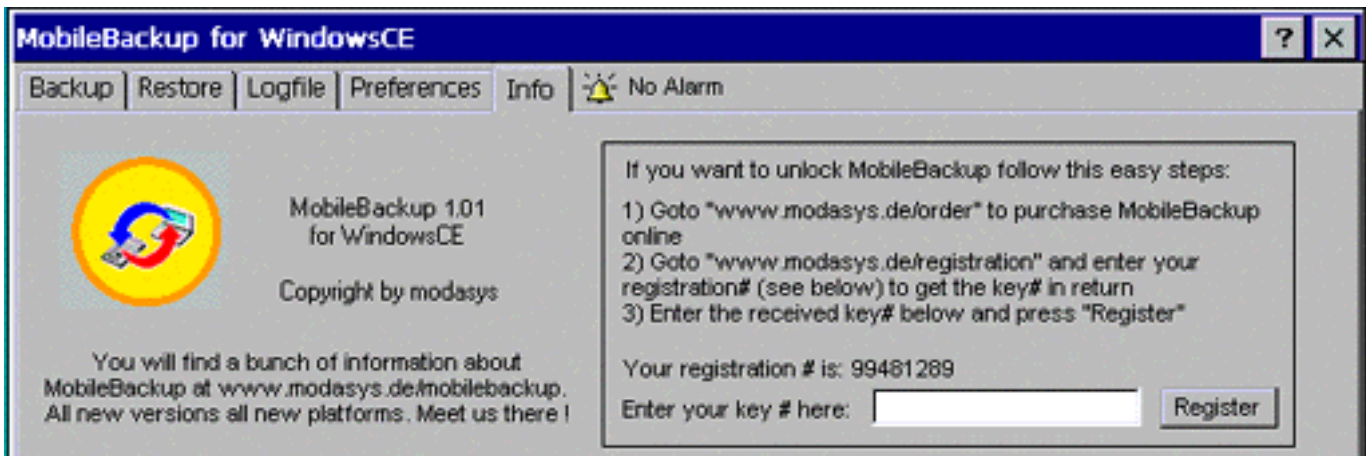 MobileBackup for WindowsCE
? ×
Backup Restore Logfile Preferences Info No Alarm
MobileBackup 1.01
for WindowsCE
Copyright by modasys
You will find a bunch of information about
MobileBackup at www.modasys.de/mobilebackup.
All new versions all new platforms. Meet us there !
If you want to unlock MobileBackup follow this easy steps:
1) Goto "www.modasys.de/order" to purchase MobileBackup
online
2) Goto "www.modasys.de/registration" and enter your
registration# (see below) to get the key# in return
3) Enter the received key# below and press "Register"
Your registration # is: 99481289
Enter your key # here:
Register